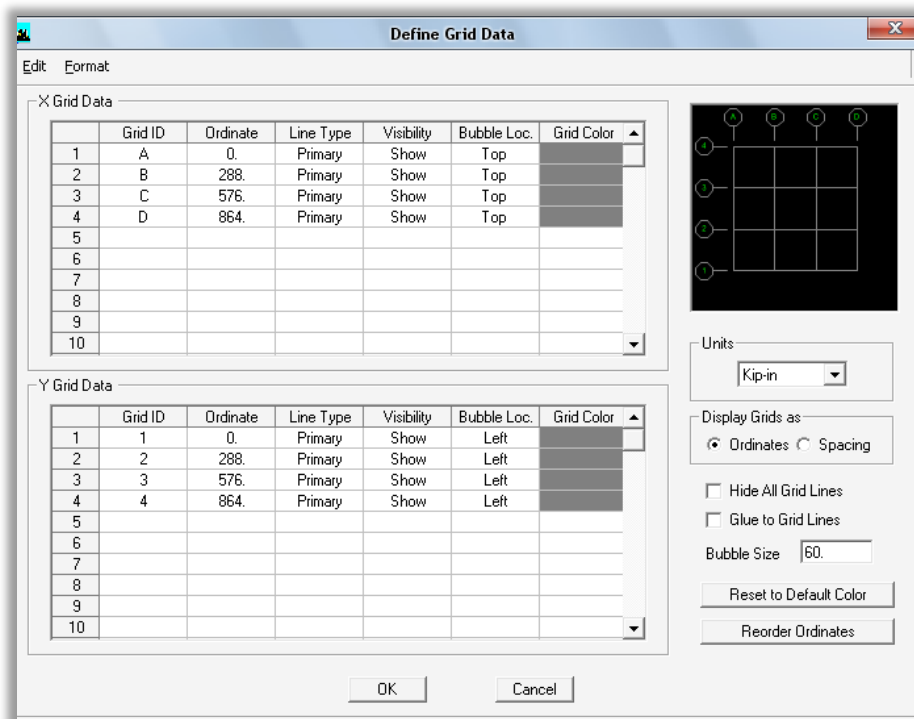 Define Grid Data
Edit Format
X Grid Data
Grid ID Ordinate Line Type Visibility Bubble Loc. Grid Color
1 A 0. Primary Show Top
2 B 288. Primary Show Top
3 C 576. Primary Show Top
4 D 864. Primary Show Top
5
6
7
8
9
10
A B C D
4
3
2
1
Units
Kip-in
Y Grid Data
Grid ID Ordinate Line Type Visibility Bubble Loc. Grid Color
1 1 0. Primary Show Left
2 2 288. Primary Show Left
3 3 576. Primary Show Left
4 4 864. Primary Show Left
5
6
7
8
9
10
Display Grids as
Ordinates Spacing
Hide All Grid Lines
Glue to Grid Lines
Bubble Size 60.
Reset to Default Color
Reorder Ordinates
OK Cancel